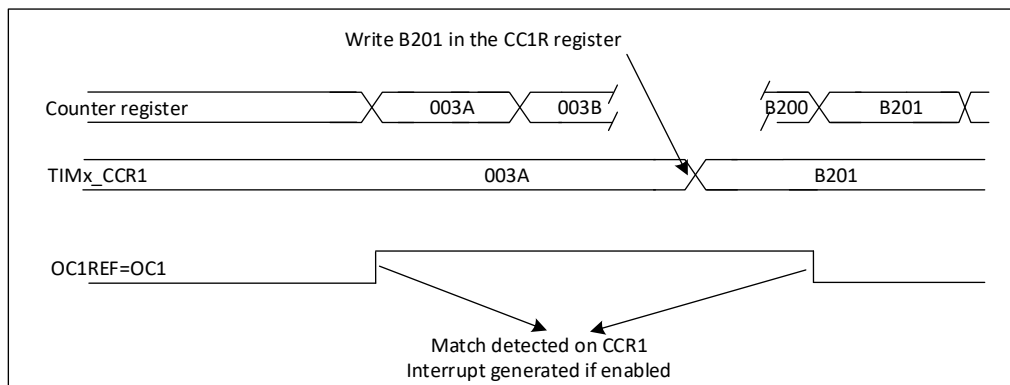 Write B201 in the CC1R register
Counter register
003A
003B
B200
B201
TIMx_CCR1
003A
B201
OC1REF=OC1
Match detected on CCR1
Interrupt generated if enabled